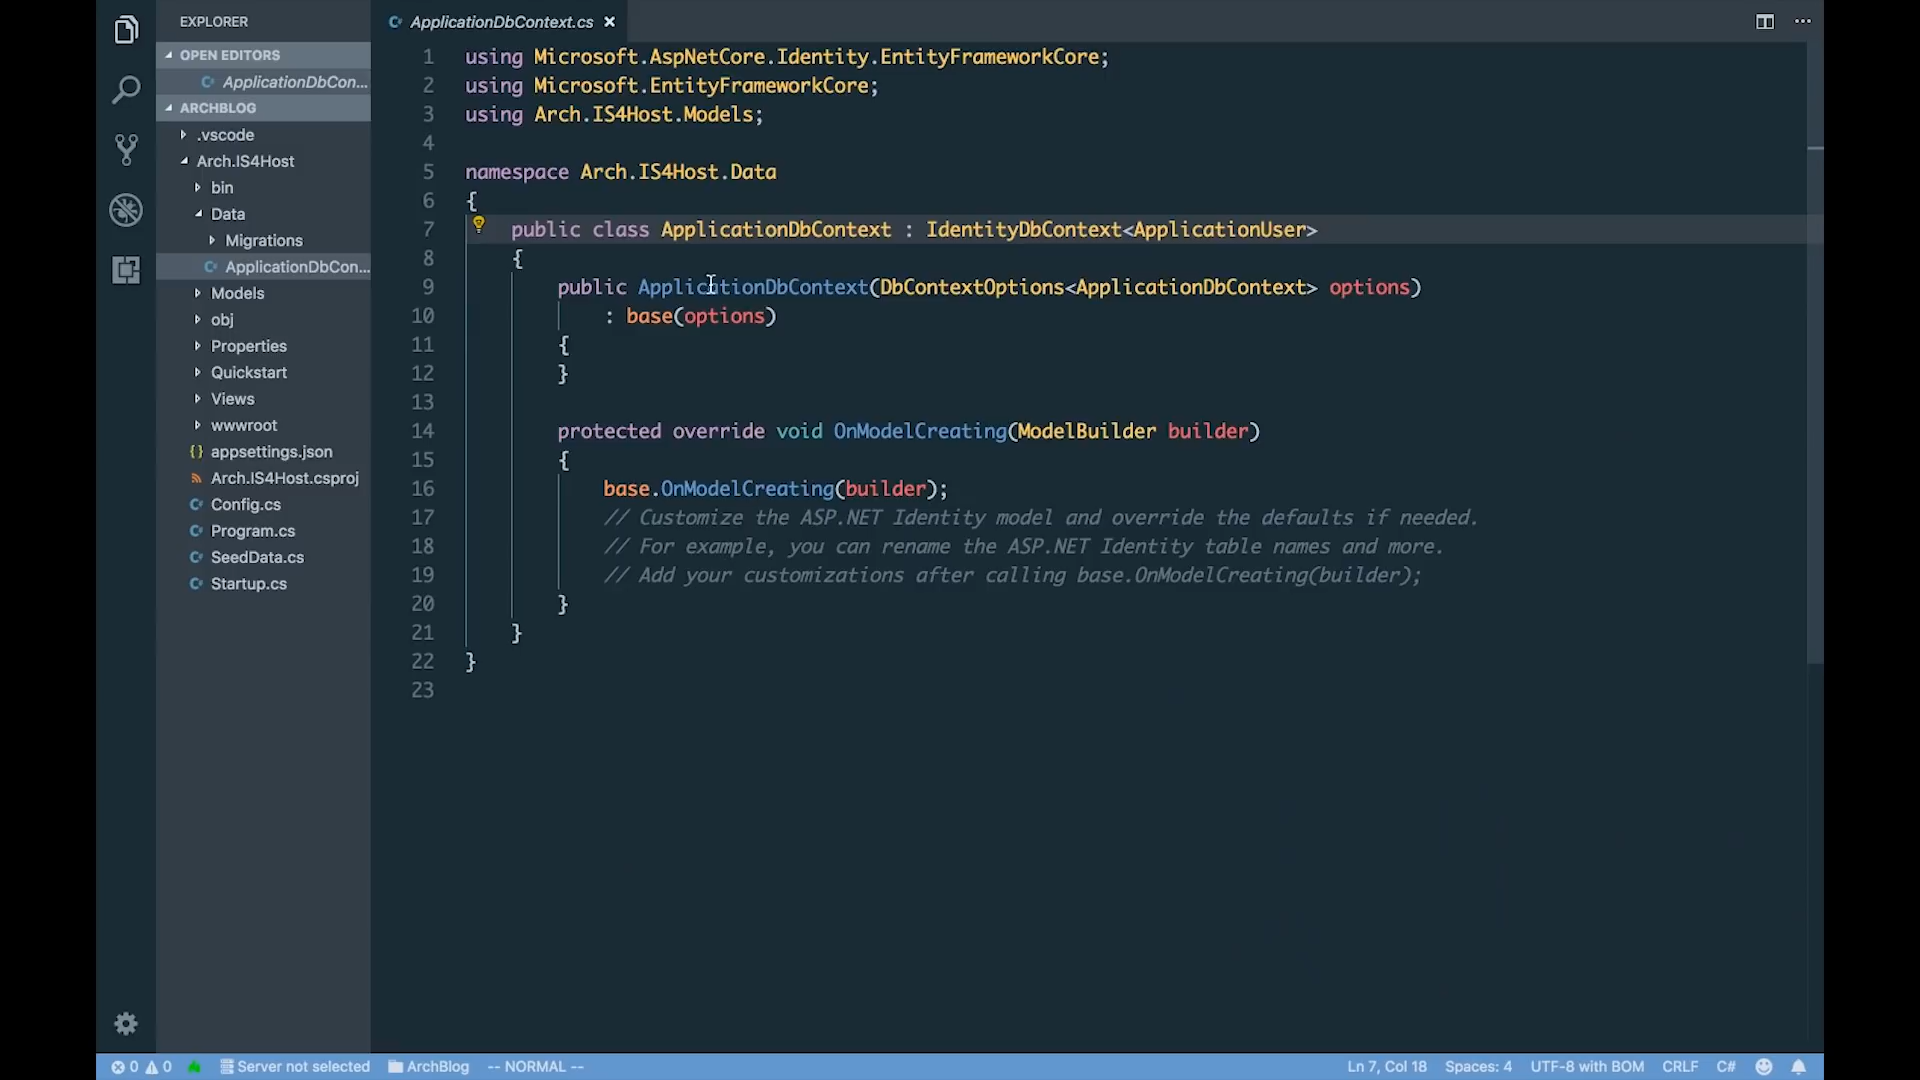 EXPLORER
OPEN EDITORS
ApplicationDbCon...
ARCHBLOG
.vscode
Arch.IS4Host
bin
Data
Migrations
ApplicationDbCon...
Models
obj
Properties
Quickstart
Views
wwwroot
{} appsettings.json
Arch.IS4Host.csproj
C# Config.cs
C# Program.cs
C# SeedData.cs
C# Startup.cs
ApplicationDbContext.cs ×
1 using Microsoft.AspNetCore.Identity.EntityFrameworkCore;
2 using Microsoft.EntityFrameworkCore;
3 using Arch.IS4Host.Models;
4
5 namespace Arch.IS4Host.Data
6 {
7 public class ApplicationDbContext : IdentityDbContext<ApplicationUser>
8 {
9 public ApplicationDbContext(DbContextOptions<ApplicationDbContext> options)
10 : base(options)
11 {
12 }
13
14 protected override void OnModelCreating(ModelBuilder builder)
15 {
16 base.OnModelCreating(builder);
17 // Customize the ASP.NET Identity model and override the defaults if needed.
18 // For example, you can rename the ASP.NET Identity table names and more.
19 // Add your customizations after calling base.OnModelCreating(builder);
20 }
21 }
22 }
23
0 0 Server not selected ArchBlog -- NORMAL -- Ln 7, Col 18 Spaces: 4 UTF-8 with BOM CRLF C#